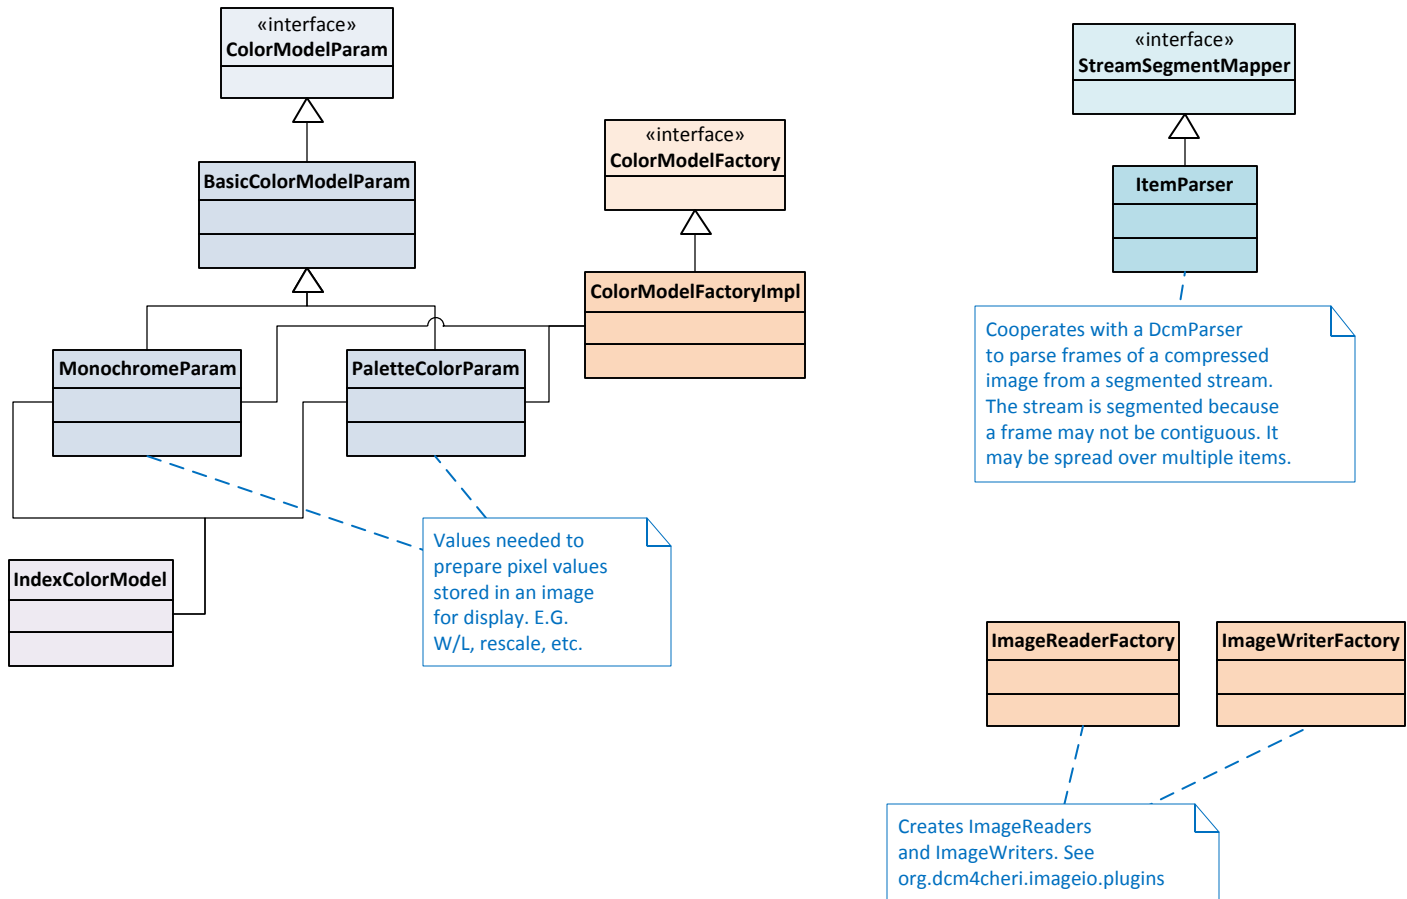 «interface»
ColorModelParam
«interface»
StreamSegmentMapper
«interface»
ColorModelFactory
BasicColorModelParam
ItemParser
ColorModelFactoryImpl
MonochromeParam
PaletteColorParam
Cooperates with a DcmParser
to parse frames of a compressed
image from a segmented stream.
The stream is segmented because
a frame may not be contiguous. It
may be spread over multiple items.
IndexColorModel
Values needed to
prepare pixel values
stored in an image
for display. E.G.
W/L, rescale, etc.
ImageReaderFactory
ImageWriterFactory
Creates ImageReaders
and ImageWriters. See
org.dcm4cheri.imageio.plugins